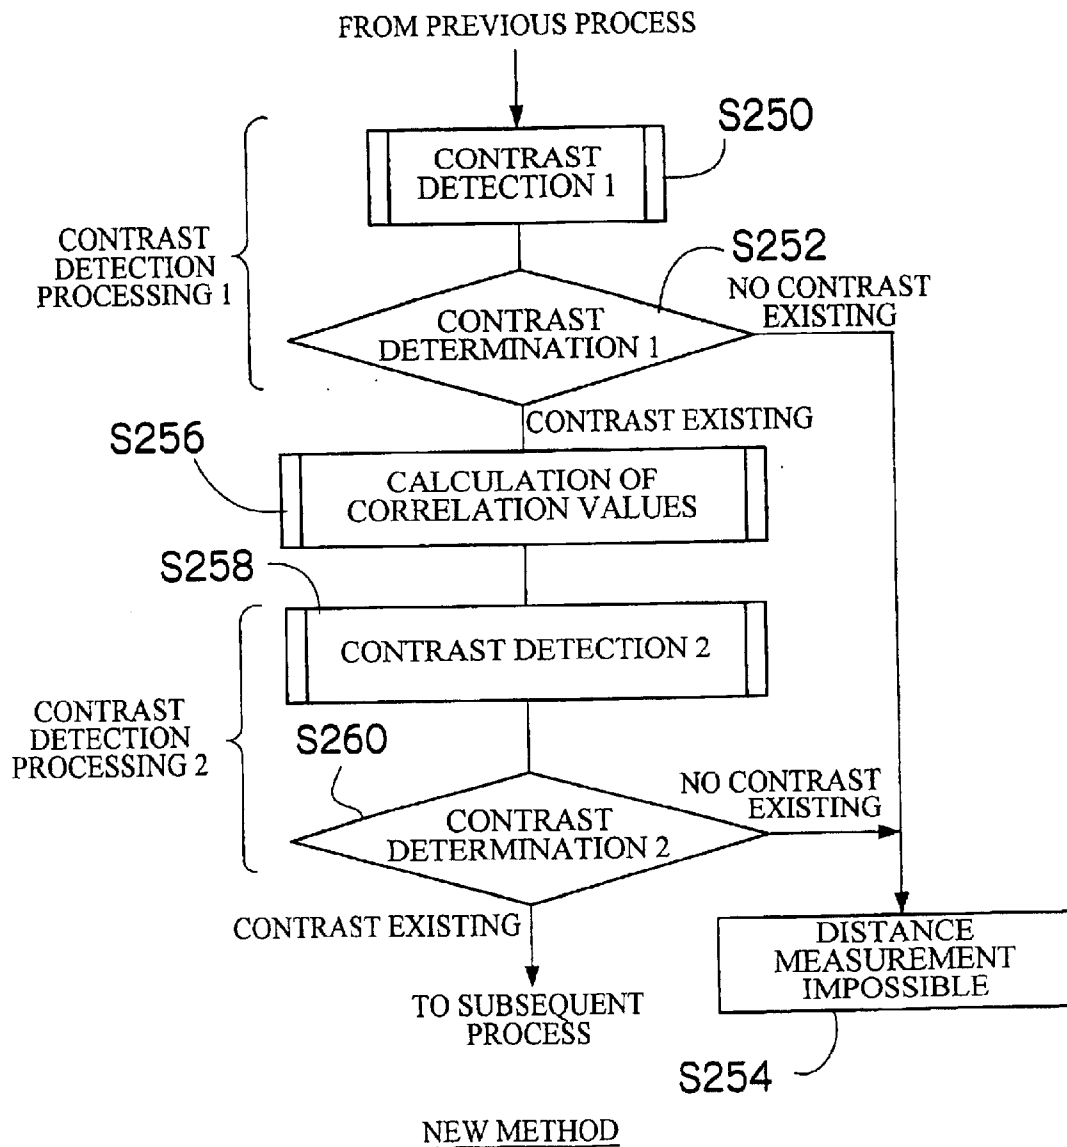 FROM PREVIOUS PROCESS
S250
CONTRAST
DETECTION 1
CONTRAST
DETECTION
PROCESSING 1
S252
NO CONTRAST
EXISTING
CONTRAST
DETERMINATION 1
CONTRAST EXISTING
S256
CALCULATION OF
CORRELATION VALUES
S258
CONTRAST DETECTION 2
CONTRAST
DETECTION
PROCESSING 2
S260
NO CONTRAST
EXISTING
CONTRAST
DETERMINATION 2
CONTRAST EXISTING
DISTANCE
MEASUREMENT
IMPOSSIBLE
TO SUBSEQUENT
PROCESS
S254
NEW METHOD